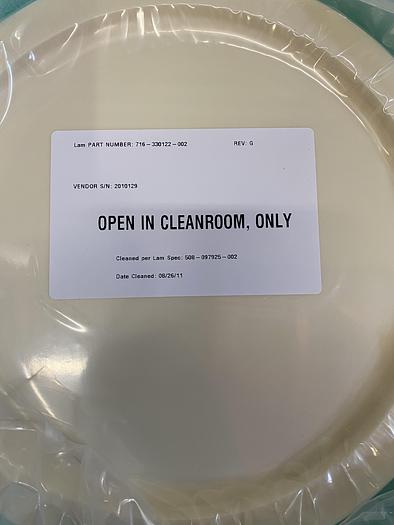 Lam PART NUMBER: 716-330122-002 REV: G
VENDOR S/N: 2010129
OPEN IN CLEANROOM, ONLY
Cleaned per Lam Spec: 508-097925-002
Date Cleaned: 08/26/11